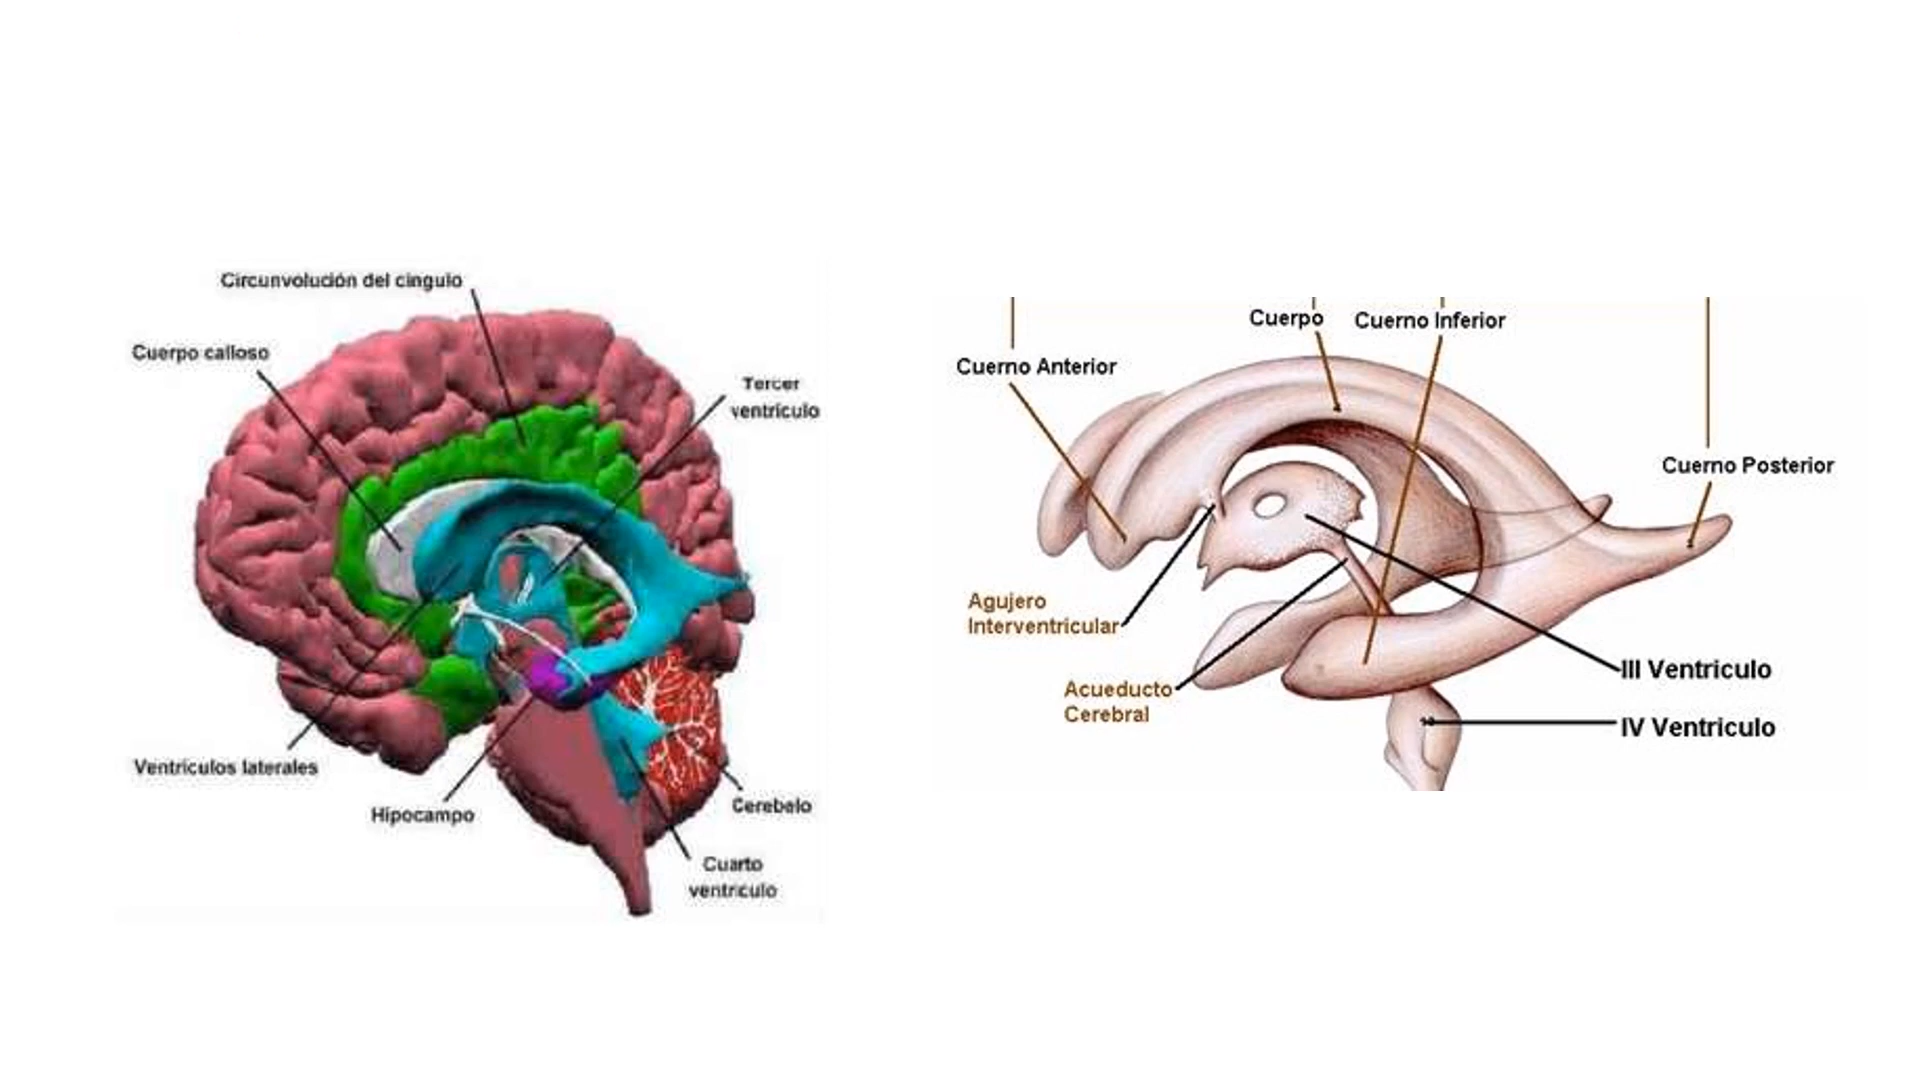 Circunvolución del cíngulo
Cuerpo calloso
Tercer
ventrículo
Ventrículos laterales
Hipocampo
Cerebelo
Cuarto
ventrículo
Cuerpo
Cuerno Inferior
Cuerno Anterior
Cuerno Posterior
Agujero
Interventricular
Acueducto
Cerebral
III Ventriculo
IV Ventriculo